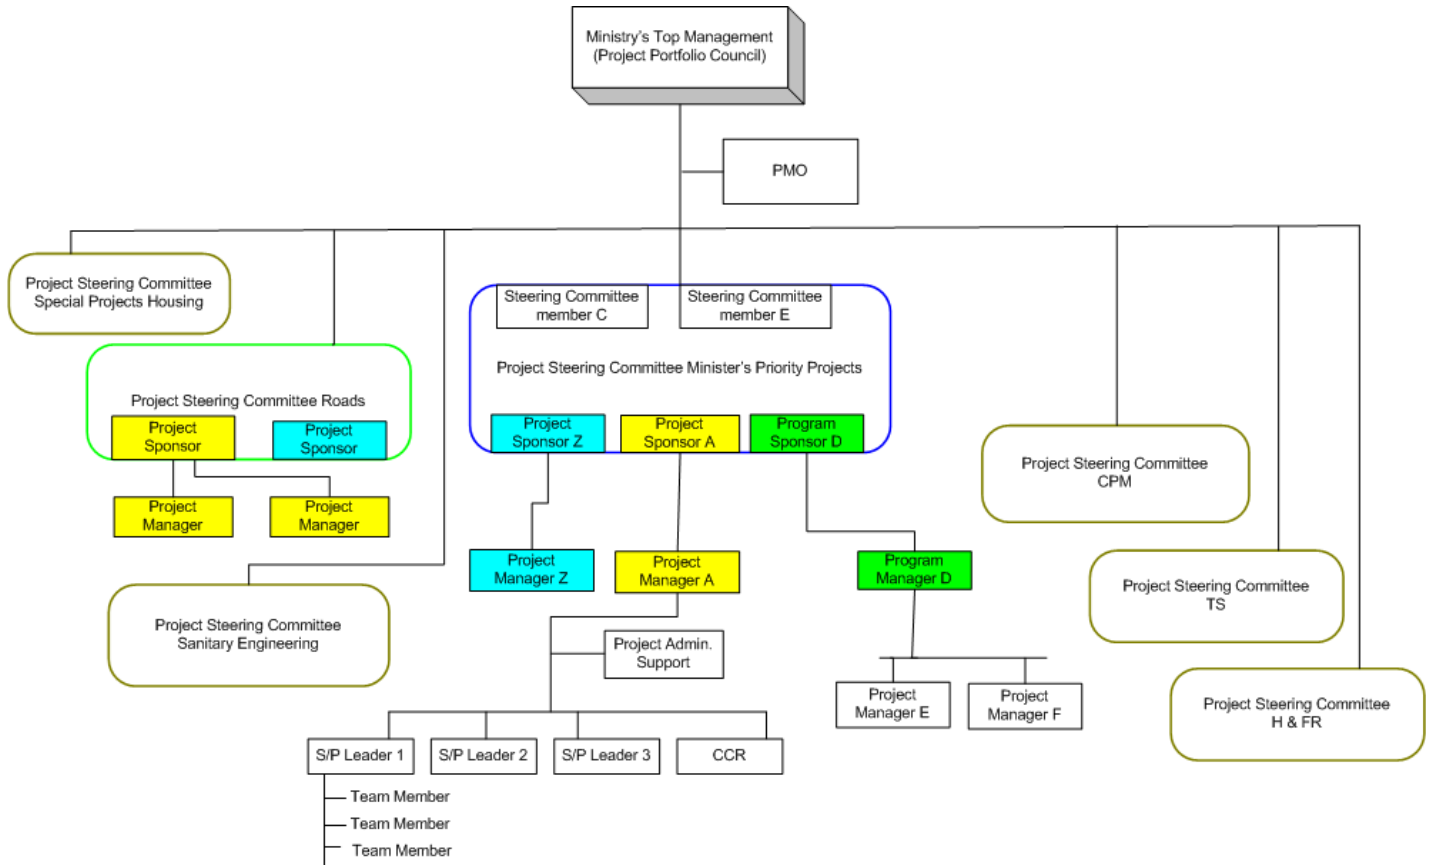 Ministry's Top Management
(Project Portfolio Council)
PMO
Project Steering Committee
Special Projects Housing
Steering Committee
member C
Steering Committee
member E
Project Steering Committee Minister's Priority Projects
Project Steering Committee Roads
Project
Sponsor
Project
Sponsor
Project
Sponsor Z
Project
Sponsor A
Program
Sponsor D
Project Steering Committee
CPM
Project
Manager
Project
Manager
Project
Manager Z
Project
Manager A
Program
Manager D
Project Steering Committee
TS
Project Steering Committee
Sanitary Engineering
Project Admin.
Support
Project
Manager E
Project
Manager F
Project Steering Committee
H & FR
S/P Leader 1
S/P Leader 2
S/P Leader 3
CCR
Team Member
Team Member
Team Member